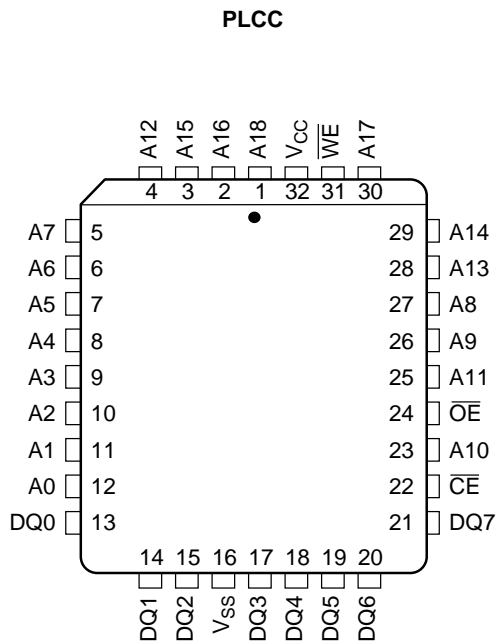 PLCC
A12 A15 A16 A18 VCC W̅E̅ A17
4 3 2 1 32 31 30
A7 5 29 A14
A6 6 28 A13
A5 7 27 A8
A4 8 26 A9
A3 9 25 A11
A2 10 24 O̅E̅
A1 11 23 A10
A0 12 22 C̅E̅
DQ0 13 21 DQ7
14 15 16 17 18 19 20
DQ1 DQ2 VSS DQ3 DQ4 DQ5 DQ6